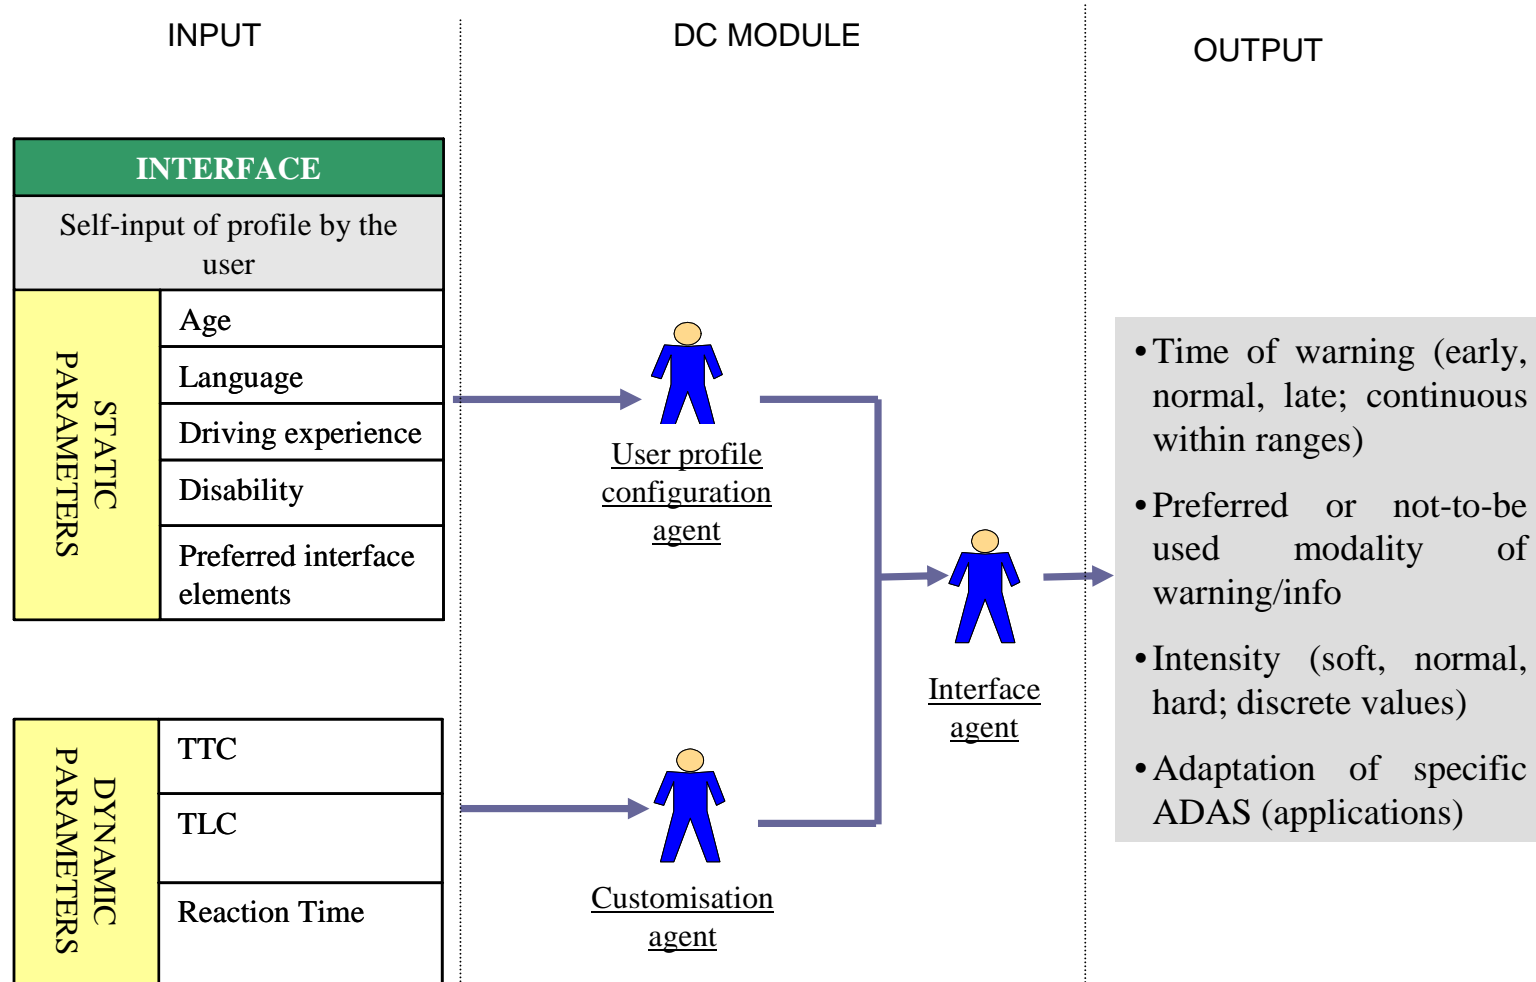 INPUT
DC MODULE
OUTPUT
INTERFACE
Self-input of profile by the
user
STATIC
PARAMETERS
Age
Language
Driving experience
Disability
Preferred interface
elements
DYNAMIC
PARAMETERS
TTC
TLC
Reaction Time
User profile
configuration
agent
Customisation
agent
Interface
agent
•Time of warning (early,
normal, late; continuous
within ranges)
•Preferred or not-to-be
used modality of
warning/info
•Intensity (soft, normal,
hard; discrete values)
•Adaptation of specific
ADAS (applications)